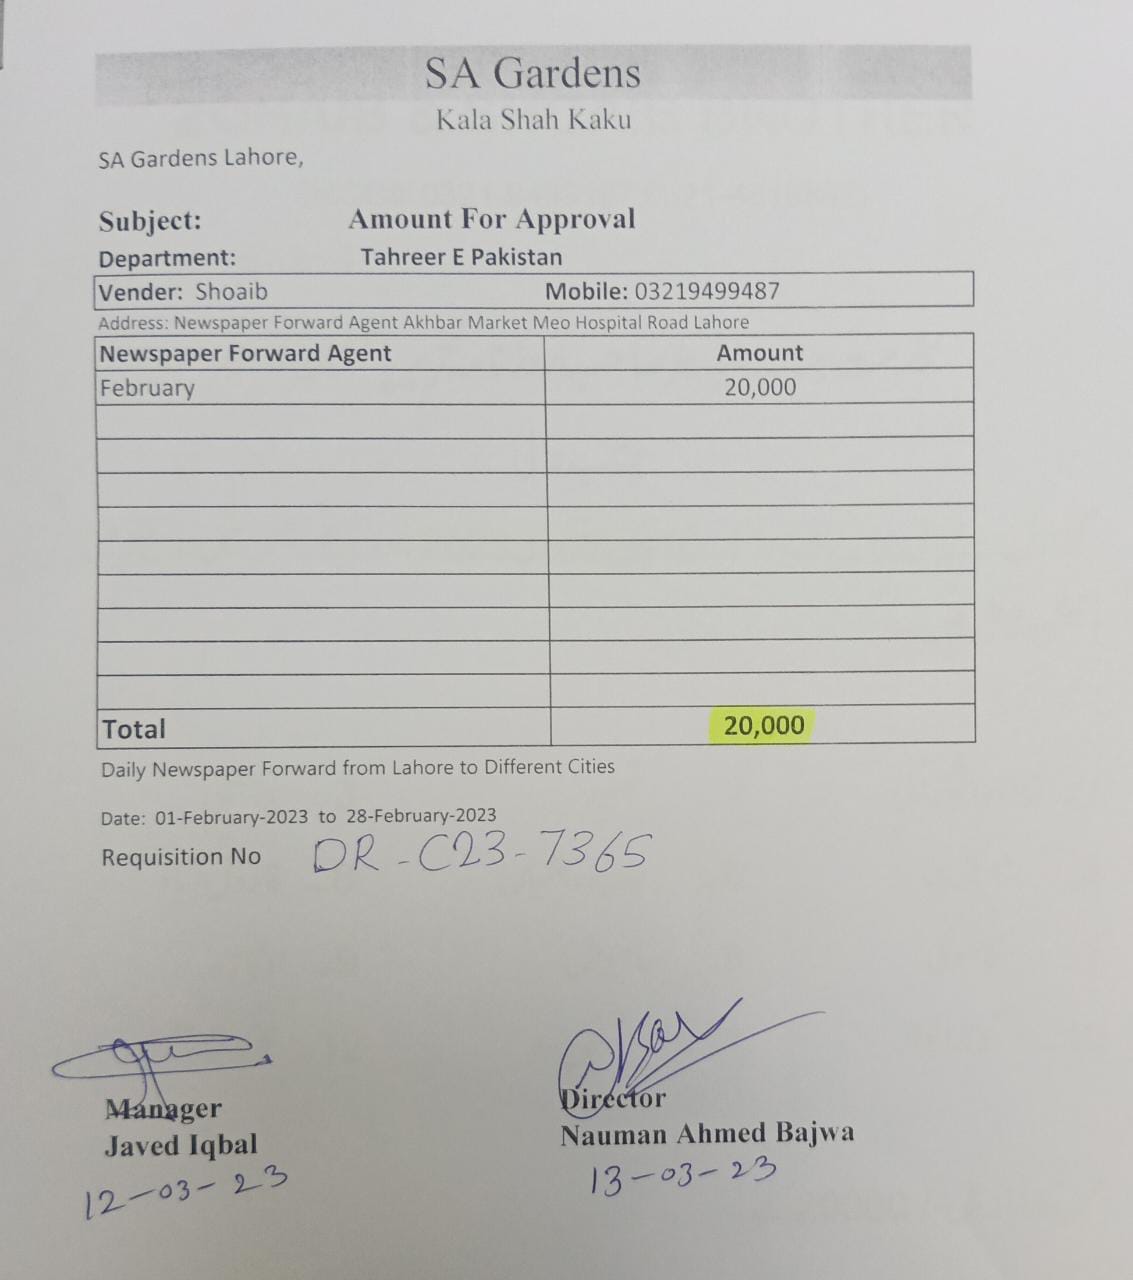 SA Gardens
Kala Shah Kaku
SA Gardens Lahore,
Subject: Amount For Approval
Department: Tahreer E Pakistan
Vender: Shoaib Mobile: 03219499487
Address: Newspaper Forward Agent Akhbar Market Meo Hospital Road Lahore
Newspaper Forward Agent Amount
February 20,000
Total 20,000
Daily Newspaper Forward from Lahore to Different Cities
Date: 01-February-2023 to 28-February-2023
Requisition No DR-C23-7365
Manager Director
Javed Iqbal Nauman Ahmed Bajwa
12-03-23 13-03-23